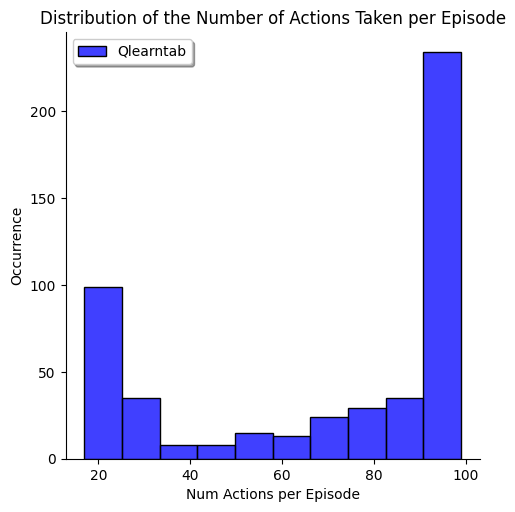 Distribution of the Number of Actions Taken per Episode
Qlearntab
Occurrence
200
150
100
50
0
20 40 60 80 100
Num Actions per Episode